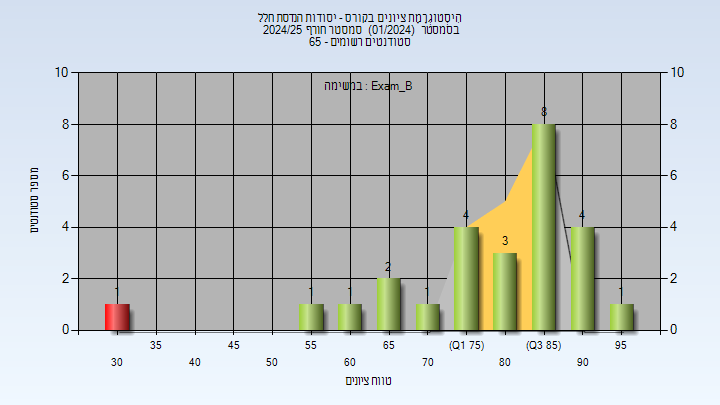 היסטוגרמת ציונים בקורס - יסודות הנדסת חלל
בסמסטר (01/2024) סמסטר חורף 2024/25
סטודנטים רשומים - 65
במשימה : Exam_B
מספר סטודנטים
10 10
8 8
6 6
4 4
2 2
0 0
1 1 1 2 1 4 3 8 4 1
35 45 55 65 (Q1 75) (Q3 85) 95
30 40 50 60 70 80 90
טווח ציונים